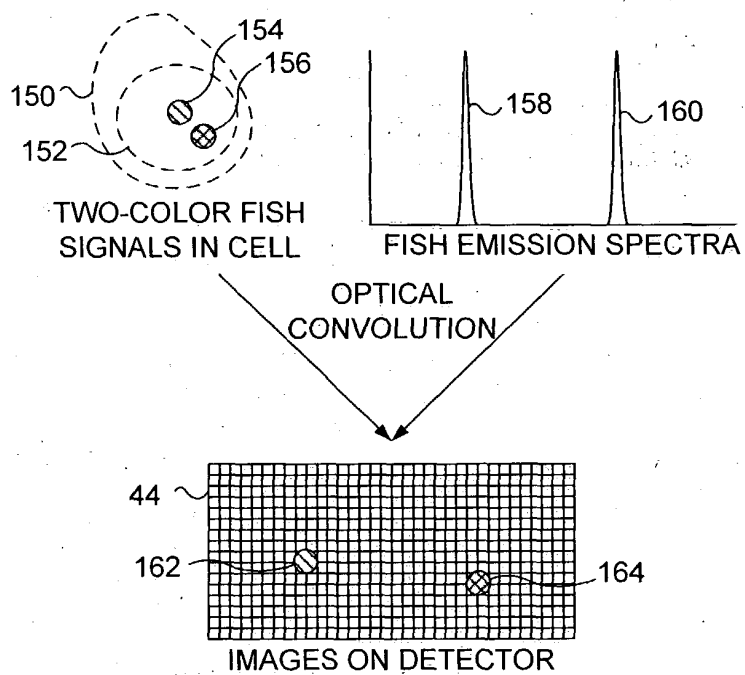 150
154
156
152
158
160
TWO-COLOR FISH
SIGNALS IN CELL
FISH EMISSION SPECTRA
OPTICAL
CONVOLUTION
44
162
164
IMAGES ON DETECTOR